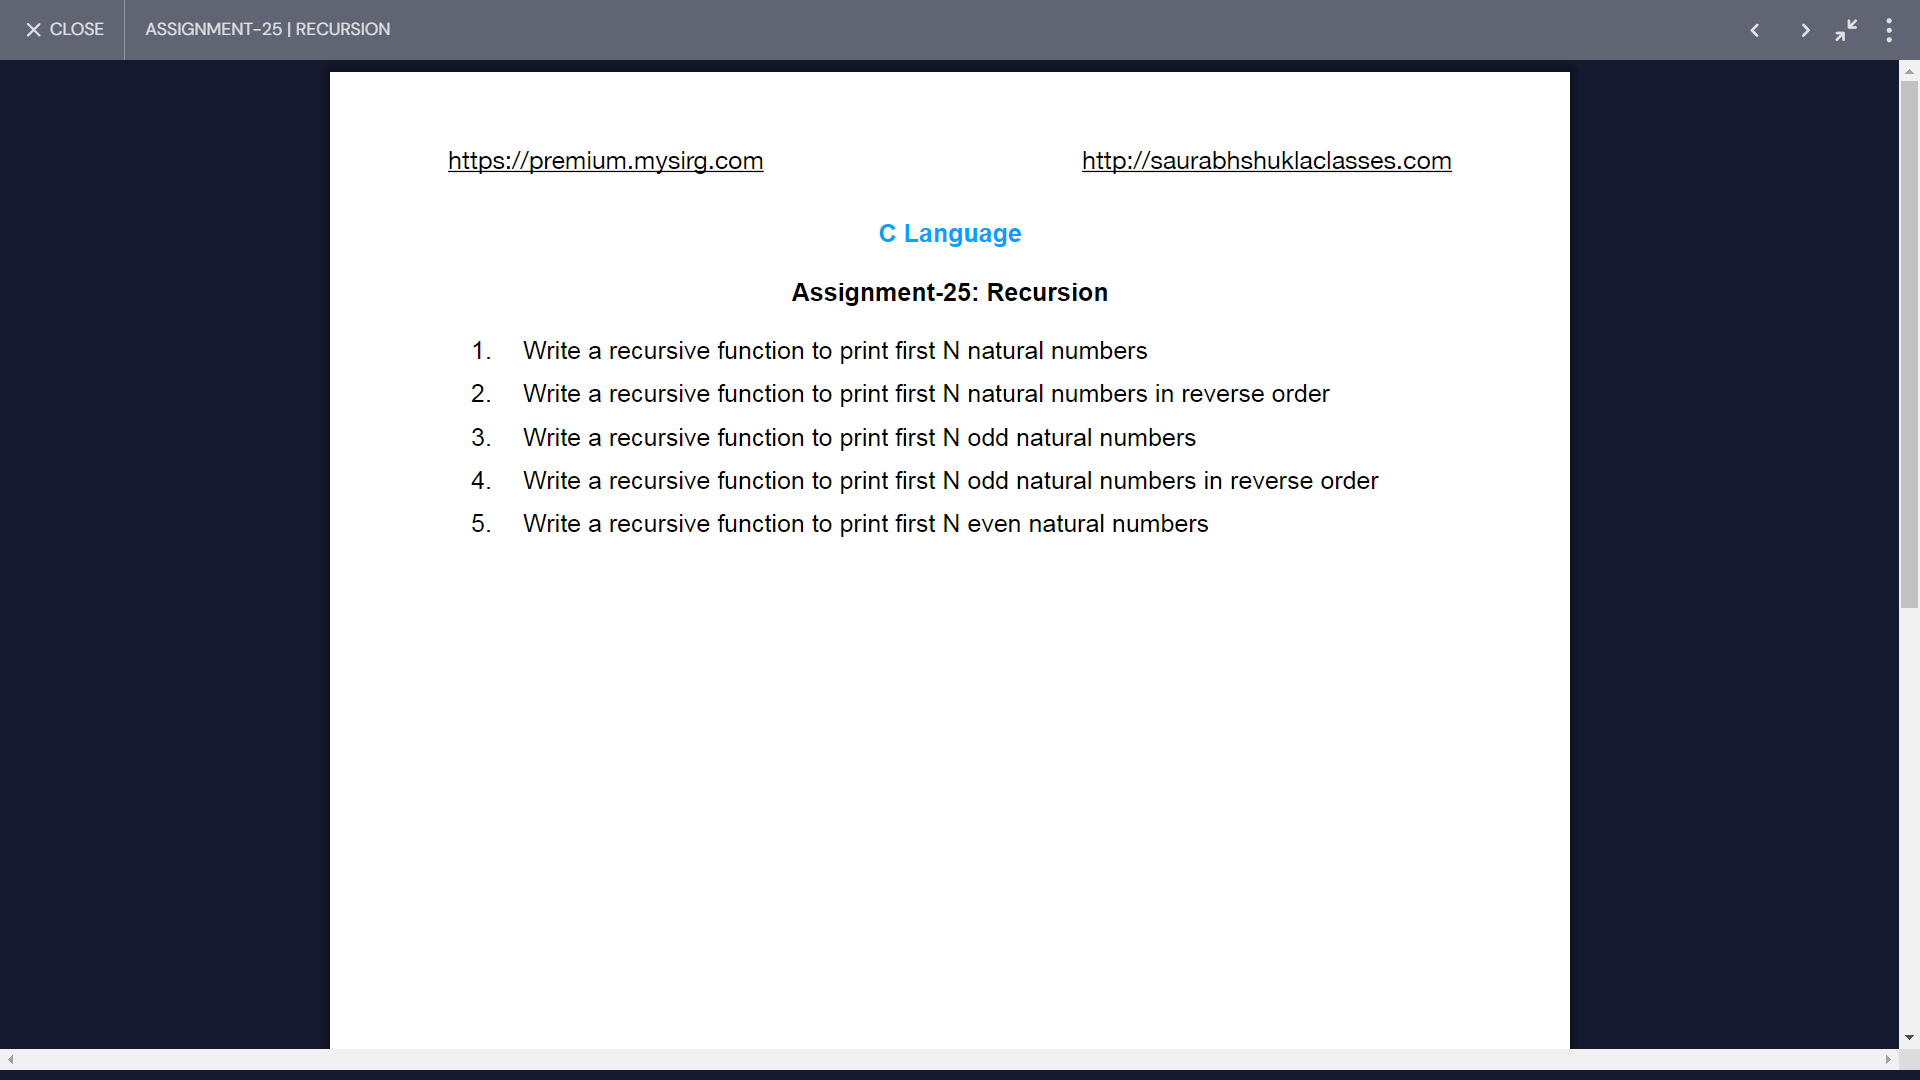 CLOSE
ASSIGNMENT-25 | RECURSION
https://premium.mysirg.com
http://saurabhshuklaclasses.com
C Language
Assignment-25: Recursion
1. Write a recursive function to print first N natural numbers
2. Write a recursive function to print first N natural numbers in reverse order
3. Write a recursive function to print first N odd natural numbers
4. Write a recursive function to print first N odd natural numbers in reverse order
5. Write a recursive function to print first N even natural numbers